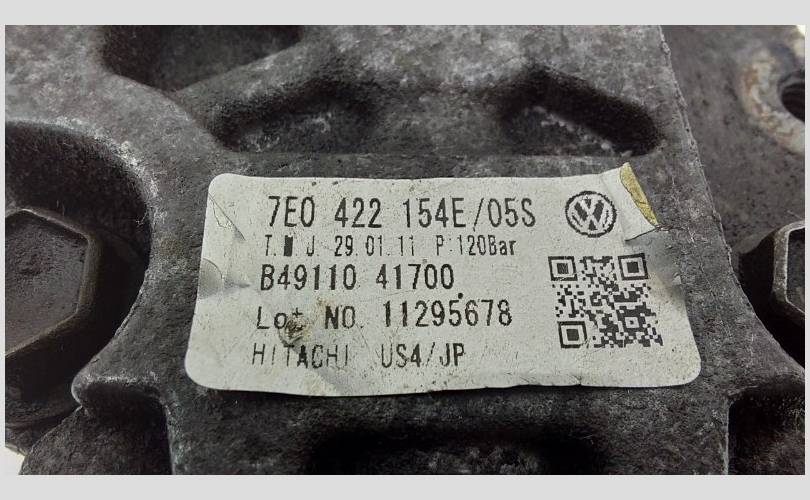 7E0 422 154E/05S
T. M J. 29.01.11 P:120Bar
B49110 41700
Lot NO. 11295678
HITACHI US4/JP